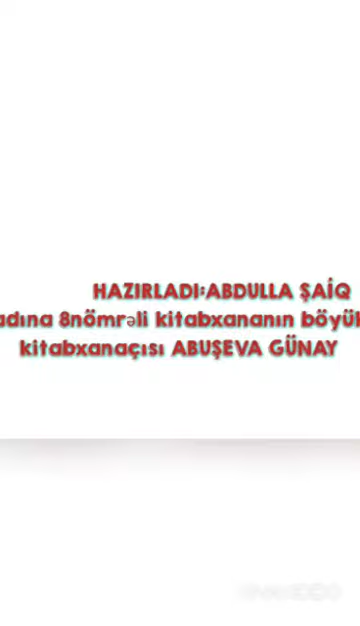 HAZIRLADI:ABDULLA ŞAİQ
adına 8nömrəli kitabxananın böyük
kitabxanaçısı ABUŞEVA GÜNAY